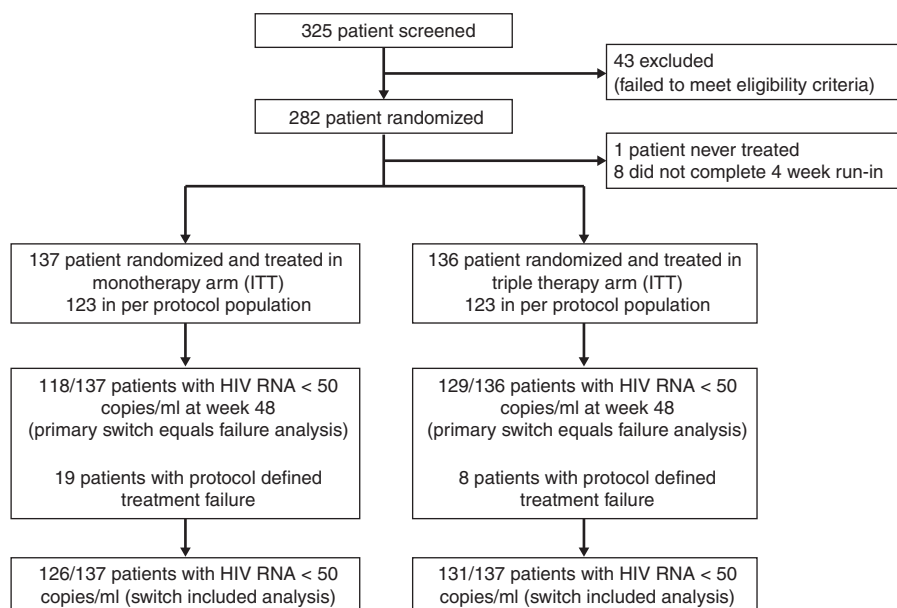 325 patient screened
43 excluded
(failed to meet eligibility criteria)
282 patient randomized
1 patient never treated
8 did not complete 4 week run-in
137 patient randomized and treated in
monotherapy arm (ITT)
123 in per protocol population
136 patient randomized and treated in
triple therapy arm (ITT)
123 in per protocol population
118/137 patients with HIV RNA < 50
copies/ml at week 48
(primary switch equals failure analysis)
19 patients with protocol defined
treatment failure
129/136 patients with HIV RNA < 50
copies/ml at week 48
(primary switch equals failure analysis)
8 patients with protocol defined
treatment failure
126/137 patients with HIV RNA < 50
copies/ml (switch included analysis)
131/137 patients with HIV RNA < 50
copies/ml (switch included analysis)